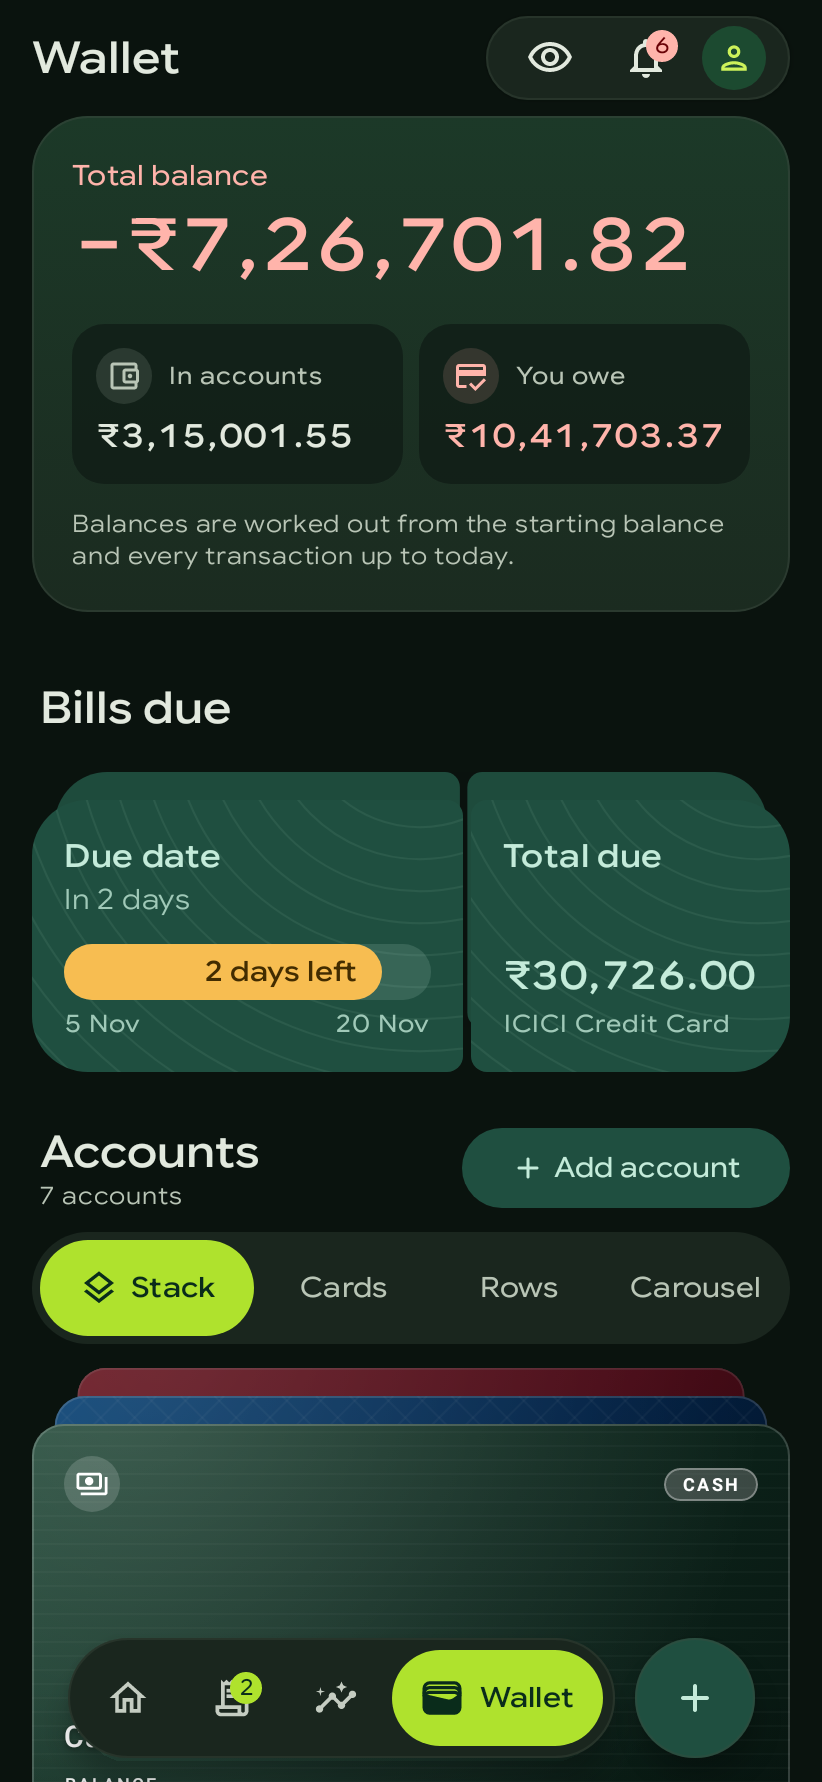 Wallet
6
Total balance
-₹7,26,701.82
In accounts
₹3,15,001.55
You owe
₹10,41,703.37
Balances are worked out from the starting balance
and every transaction up to today.
Bills due
Due date
In 2 days
2 days left
5 Nov
20 Nov
Total due
₹30,726.00
ICICI Credit Card
Accounts
7 accounts
+ Add account
Stack
Cards
Rows
Carousel
CASH
2
Wallet
BALANCE